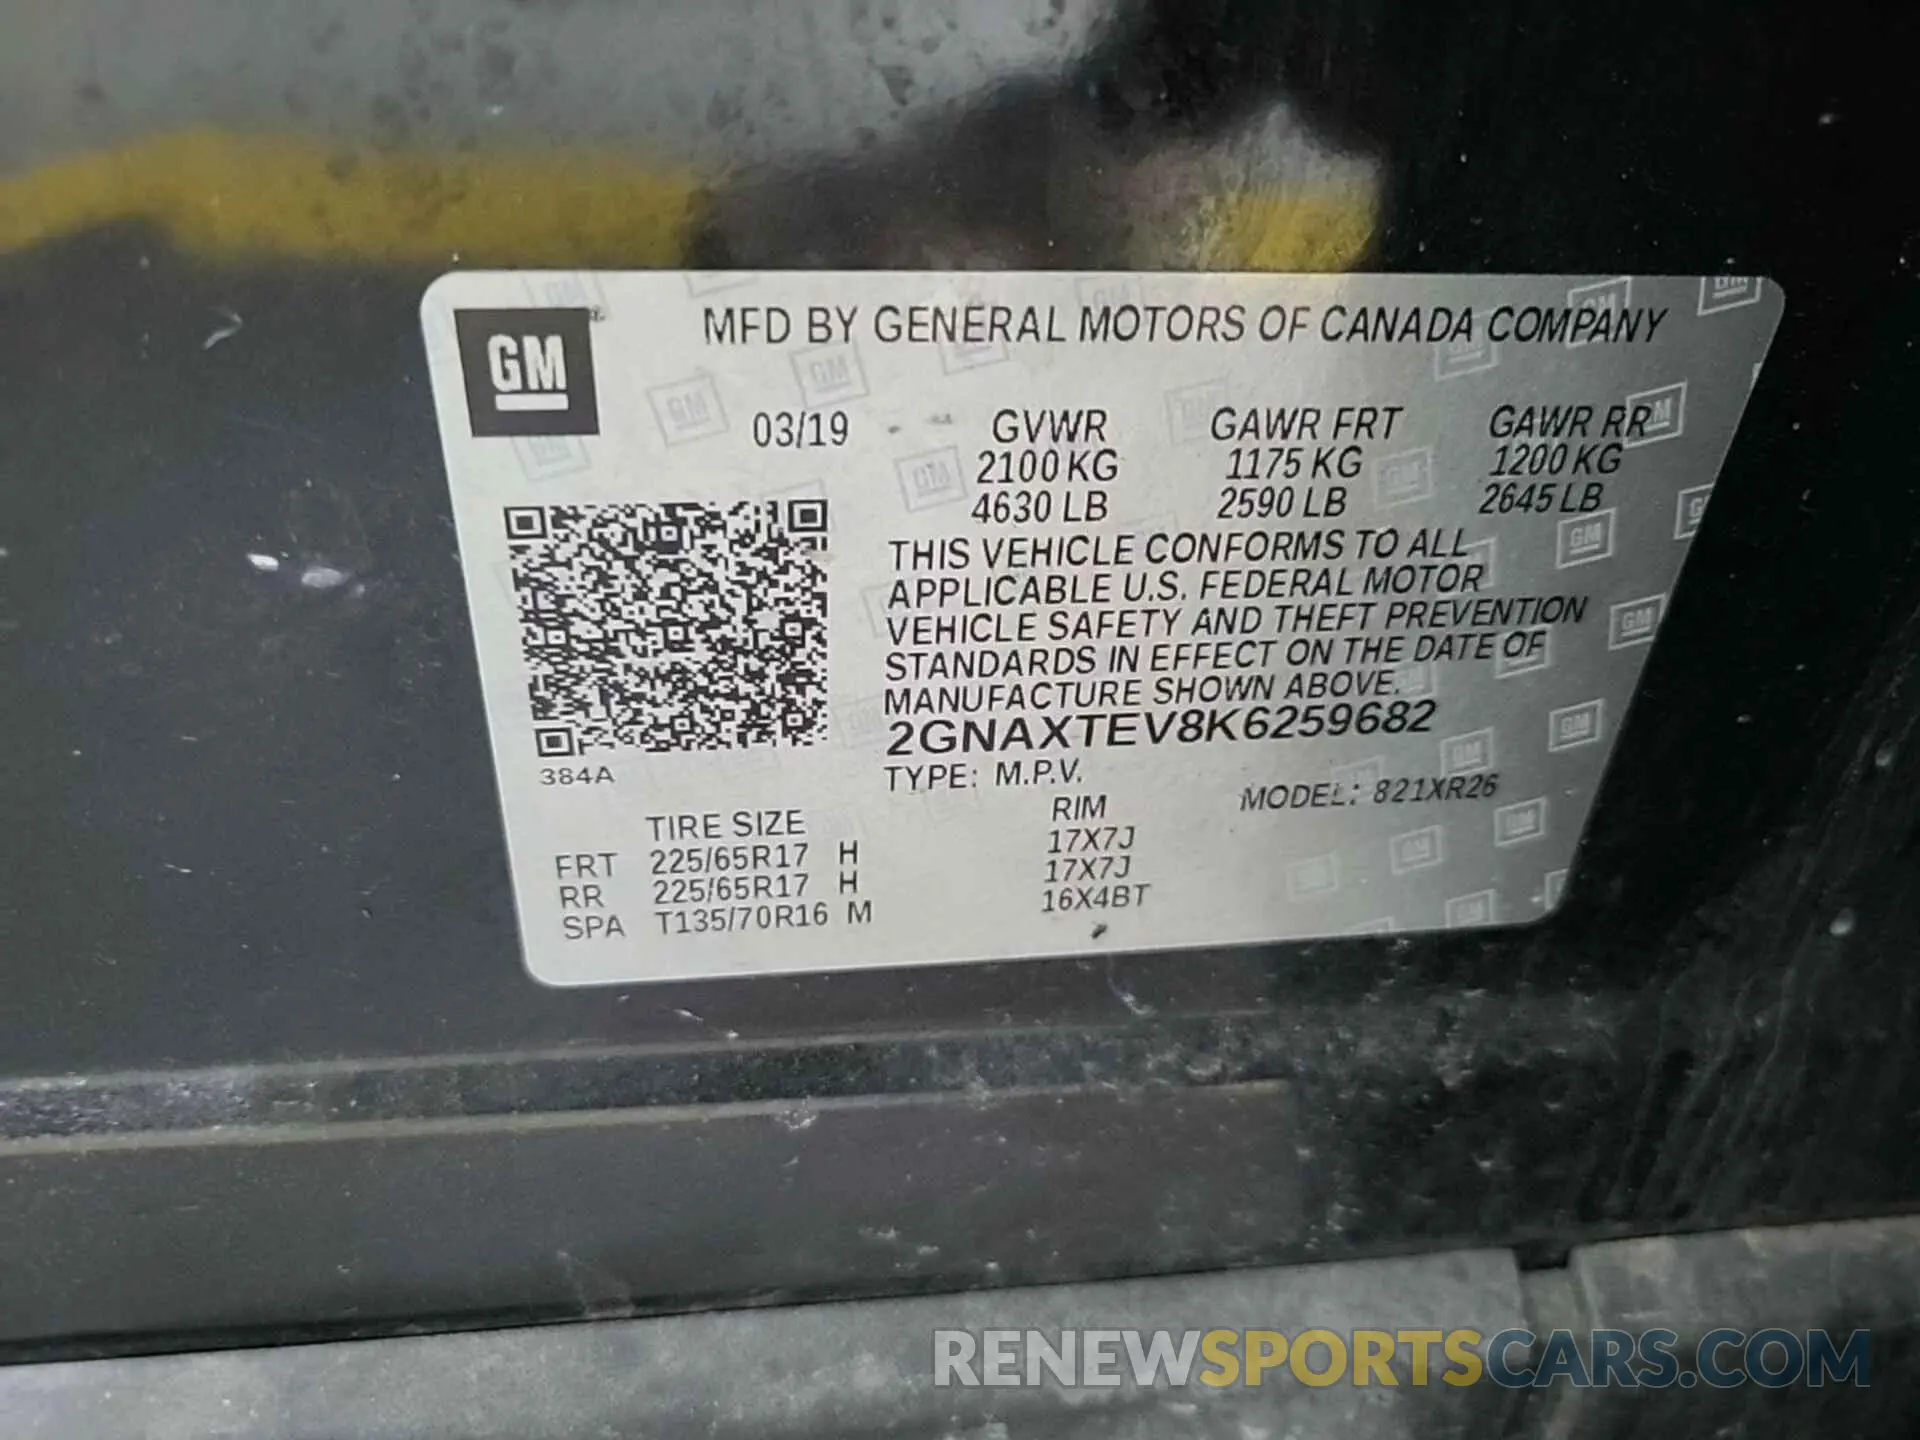 GM
MFD BY GENERAL MOTORS OF CANADA COMPANY
03/19 GVWR GAWR FRT GAWR RR
2100 KG 1175 KG 1200 KG
4630 LB 2590 LB 2645 LB
THIS VEHICLE CONFORMS TO ALL
APPLICABLE U.S. FEDERAL MOTOR
VEHICLE SAFETY AND THEFT PREVENTION
STANDARDS IN EFFECT ON THE DATE OF
MANUFACTURE SHOWN ABOVE.
2GNAXTEV8K6259682
384A
TYPE: M.P.V. MODEL: 821XR26
TIRE SIZE RIM
FRT 225/65R17 H 17X7J
RR 225/65R17 H 17X7J
SPA T135/70R16 M 16X4BT
RENEWSPORTSCARS.COM